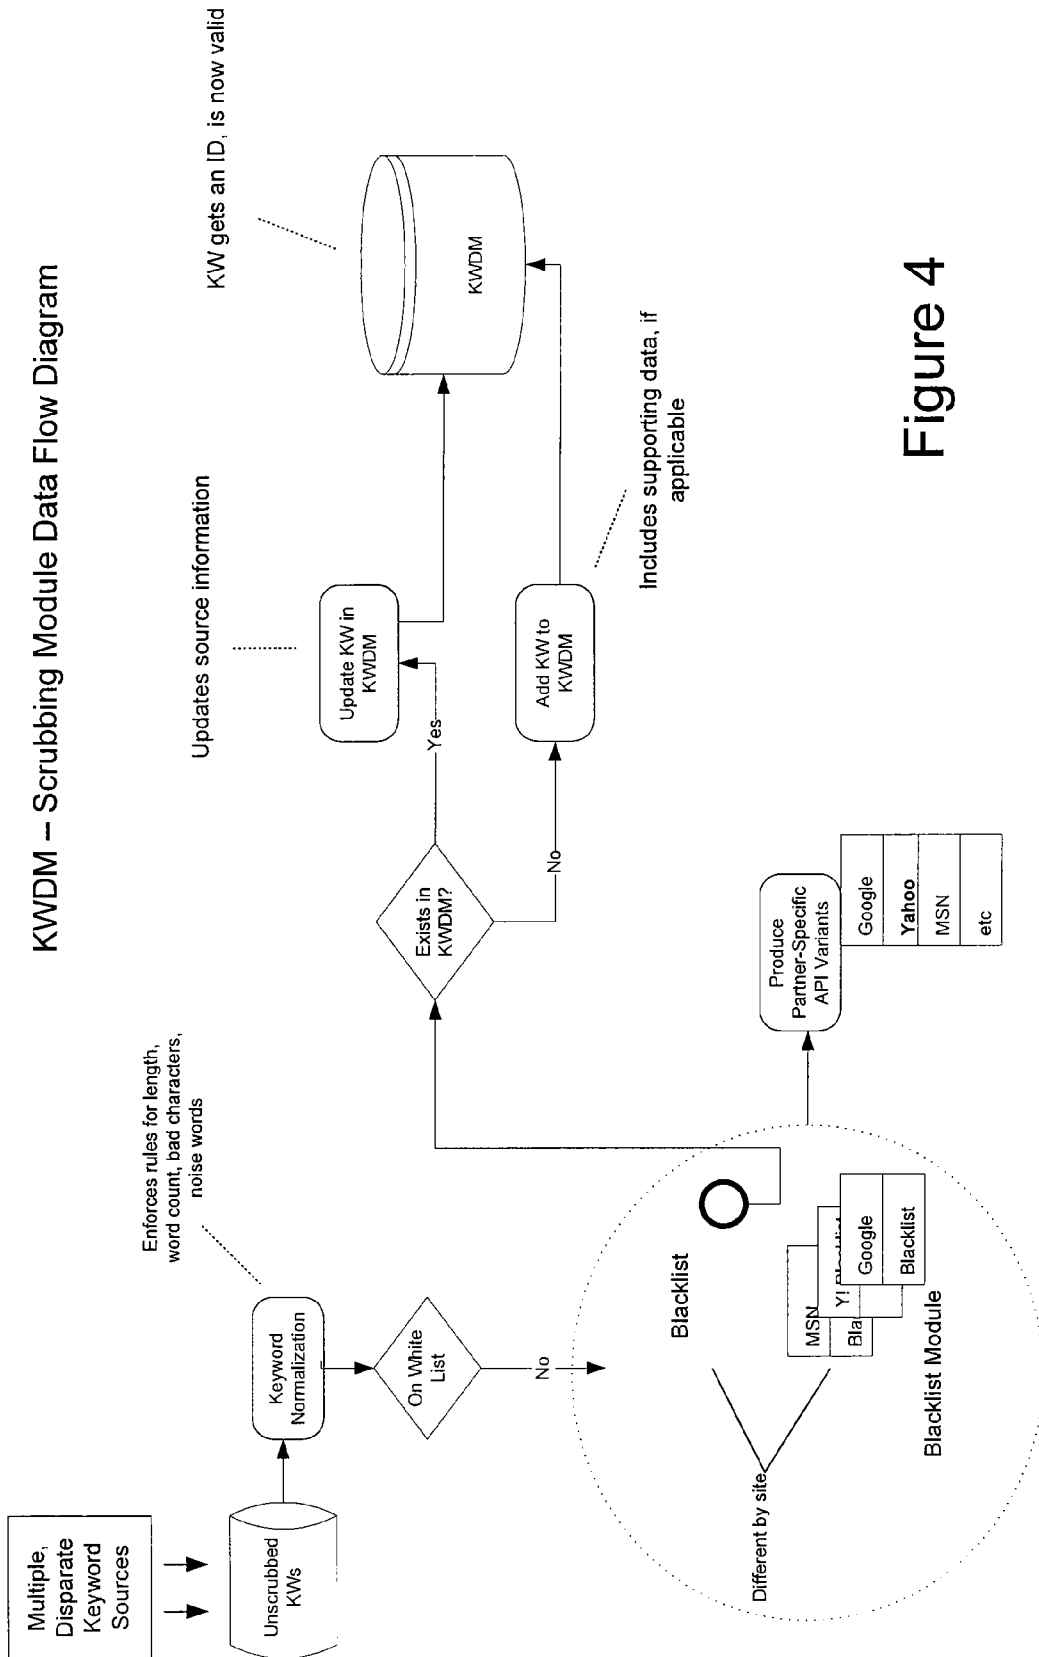 KWDM – Scrubbing Module Data Flow Diagram
Multiple,
Disparate
Keyword
Sources
Unscrubbed
KWs
Keyword
Normalization
Enforces rules for length,
word count, bad characters,
noise words
On White
List
No
Different by site
Blacklist
MSN
Bla
Y!
Google
Blacklist
Blacklist Module
Produce
Partner-Specific
API Variants
Google
Yahoo
MSN
etc
Exists in
KWDM?
Yes
No
Update KW in
KWDM
Updates source information
Add KW to
KWDM
Includes supporting data, if
applicable
KWDM
KW gets an ID, is now valid
Figure 4